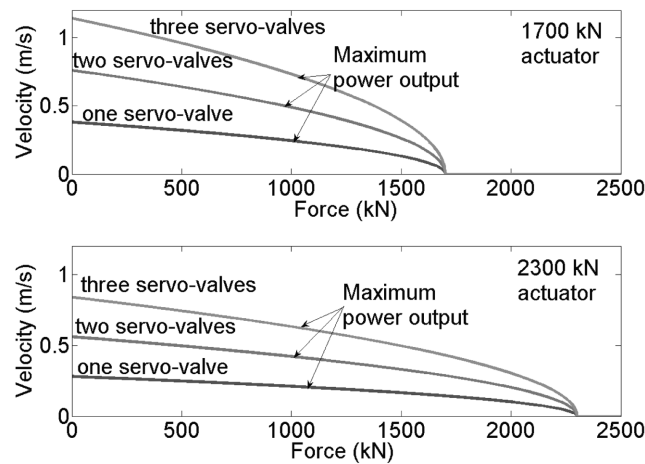 three servo-valves
1700 kN
actuator
Maximum
power output
two servo-valves
one servo-valve
Velocity (m/s)
1
0.5
0
0 500 1000 1500 2000 2500
Force (kN)
2300 kN
actuator
three servo-valves
Maximum
power output
two servo-valves
one servo-valve
Velocity (m/s)
1
0.5
0
0 500 1000 1500 2000 2500
Force (kN)